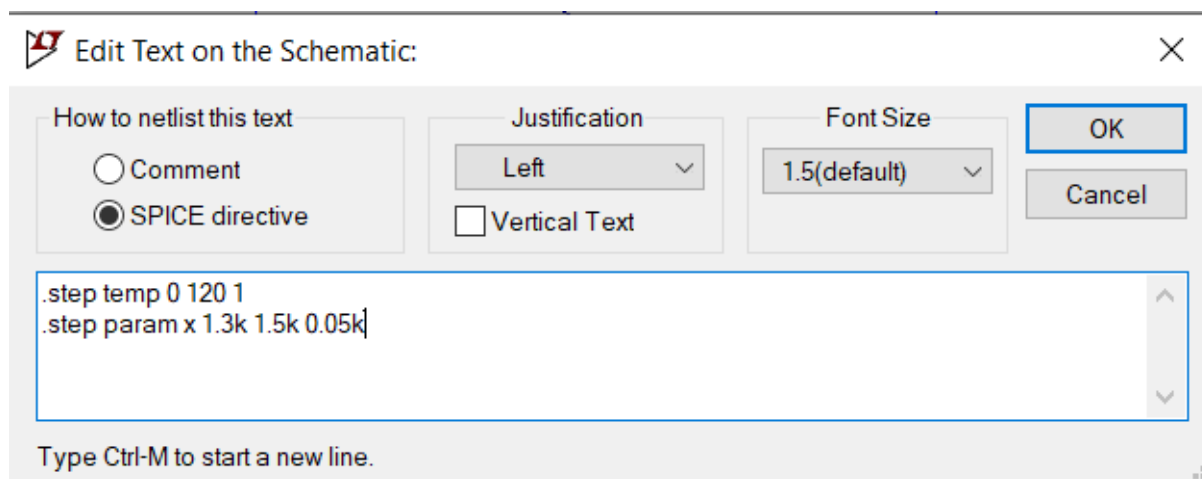 Edit Text on the Schematic:
How to netlist this text
Comment
SPICE directive
Justification
Left
Vertical Text
Font Size
1.5(default)
OK
Cancel
.step temp 0 120 1
.step param x 1.3k 1.5k 0.05k
Type Ctrl-M to start a new line.